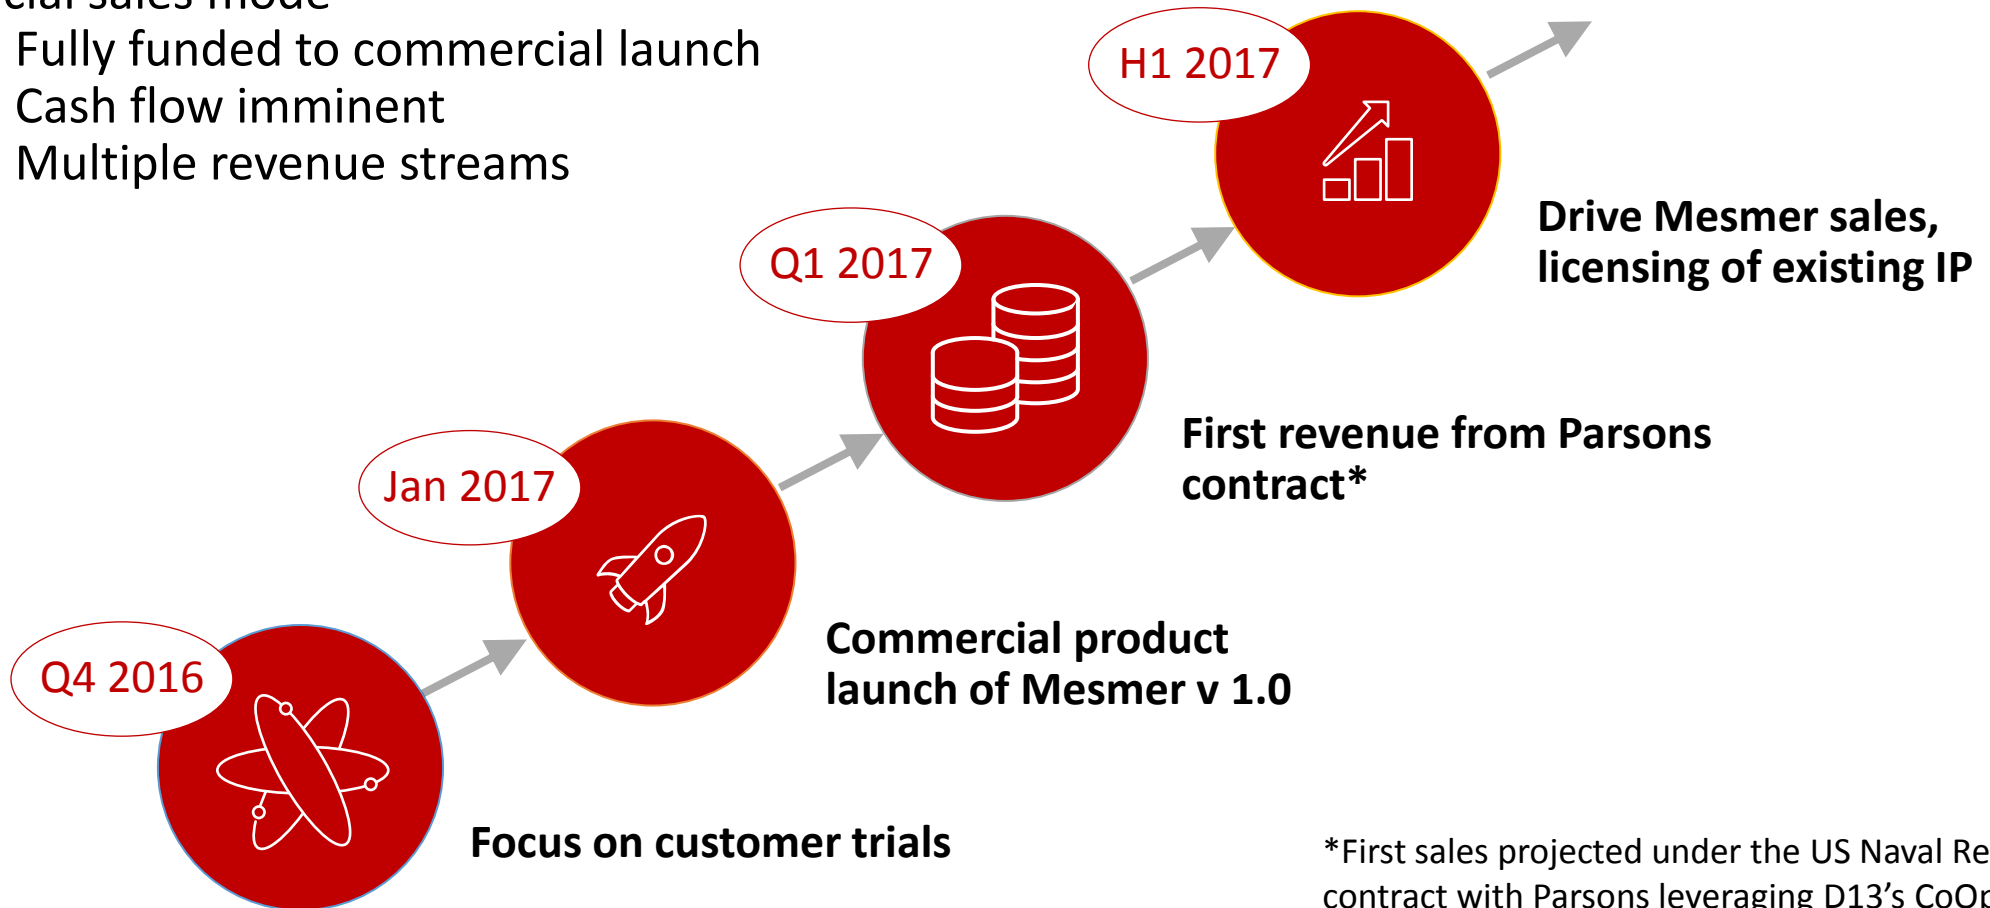 sales mode
Fully funded to commercial launch
Cash flow imminent
Multiple revenue streams
H1 2017
Drive Mesmer sales,
licensing of existing IP
Q1 2017
First revenue from Parsons
contract*
Jan 2017
Commercial product
launch of Mesmer v 1.0
Q4 2016
Focus on customer trials
*First sales projected under the US Naval
contract with Parsons leveraging D13's